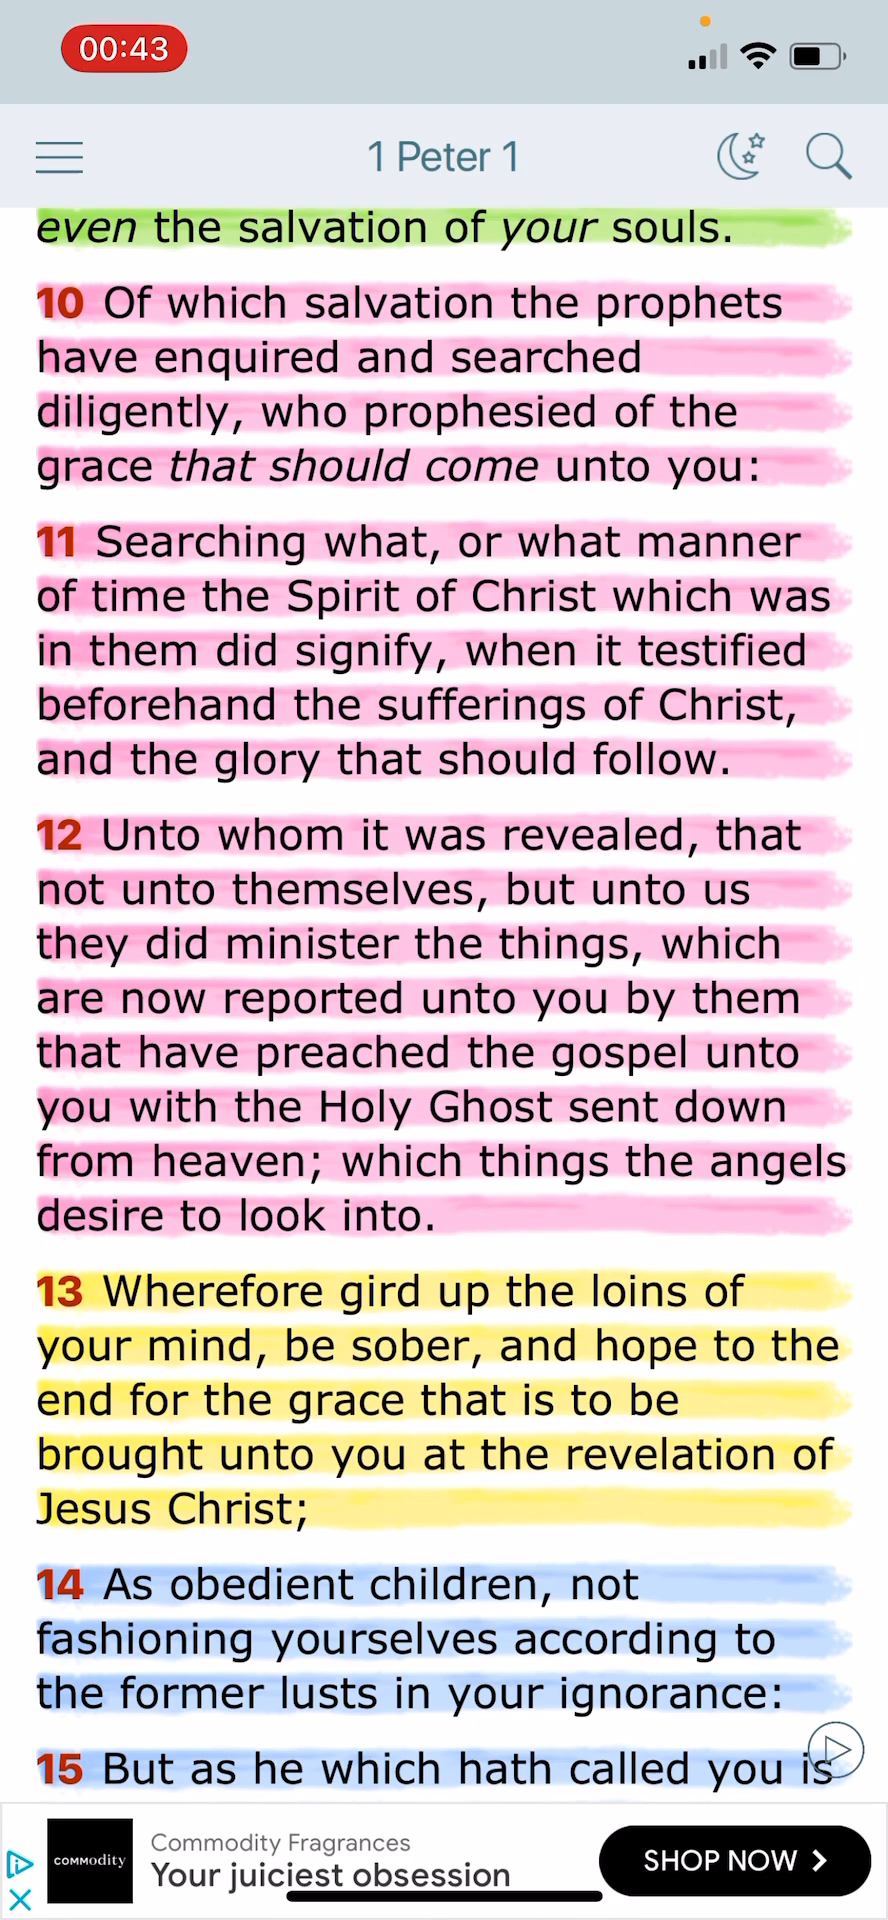 00:43
1 Peter 1
even the salvation of your souls.
10 Of which salvation the prophets
have enquired and searched
diligently, who prophesied of the
grace that should come unto you:
11 Searching what, or what manner
of time the Spirit of Christ which was
in them did signify, when it testified
beforehand the sufferings of Christ,
and the glory that should follow.
12 Unto whom it was revealed, that
not unto themselves, but unto us
they did minister the things, which
are now reported unto you by them
that have preached the gospel unto
you with the Holy Ghost sent down
from heaven; which things the angels
desire to look into.
13 Wherefore gird up the loins of
your mind, be sober, and hope to the
end for the grace that is to be
brought unto you at the revelation of
Jesus Christ;
14 As obedient children, not
fashioning yourselves according to
the former lusts in your ignorance:
15 But as he which hath called you is
COMModity
Commodity Fragrances
Your juiciest obsession
SHOP NOW